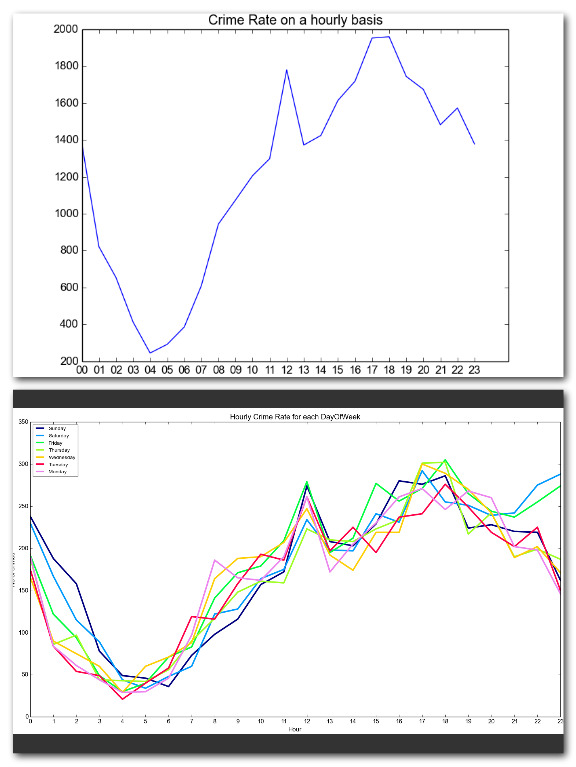 Crime Rate on a hourly basis
2000
1800
1600
1400
1200
1000
800
600
400
200
00 01 02 03 04 05 06 07 08 09 10 11 12 13 14 15 16 17 18 19 20 21 22 23
Hourly Crime Rate for each DayOfWeek
350
Sunday
Saturday
Friday
Thursday
Wednesday
Tuesday
Monday
300
250
200
150
100
50
0
0 1 2 3 4 5 6 7 8 9 10 11 12 13 14 15 16 17 18 19 20 21 22 23
Hour